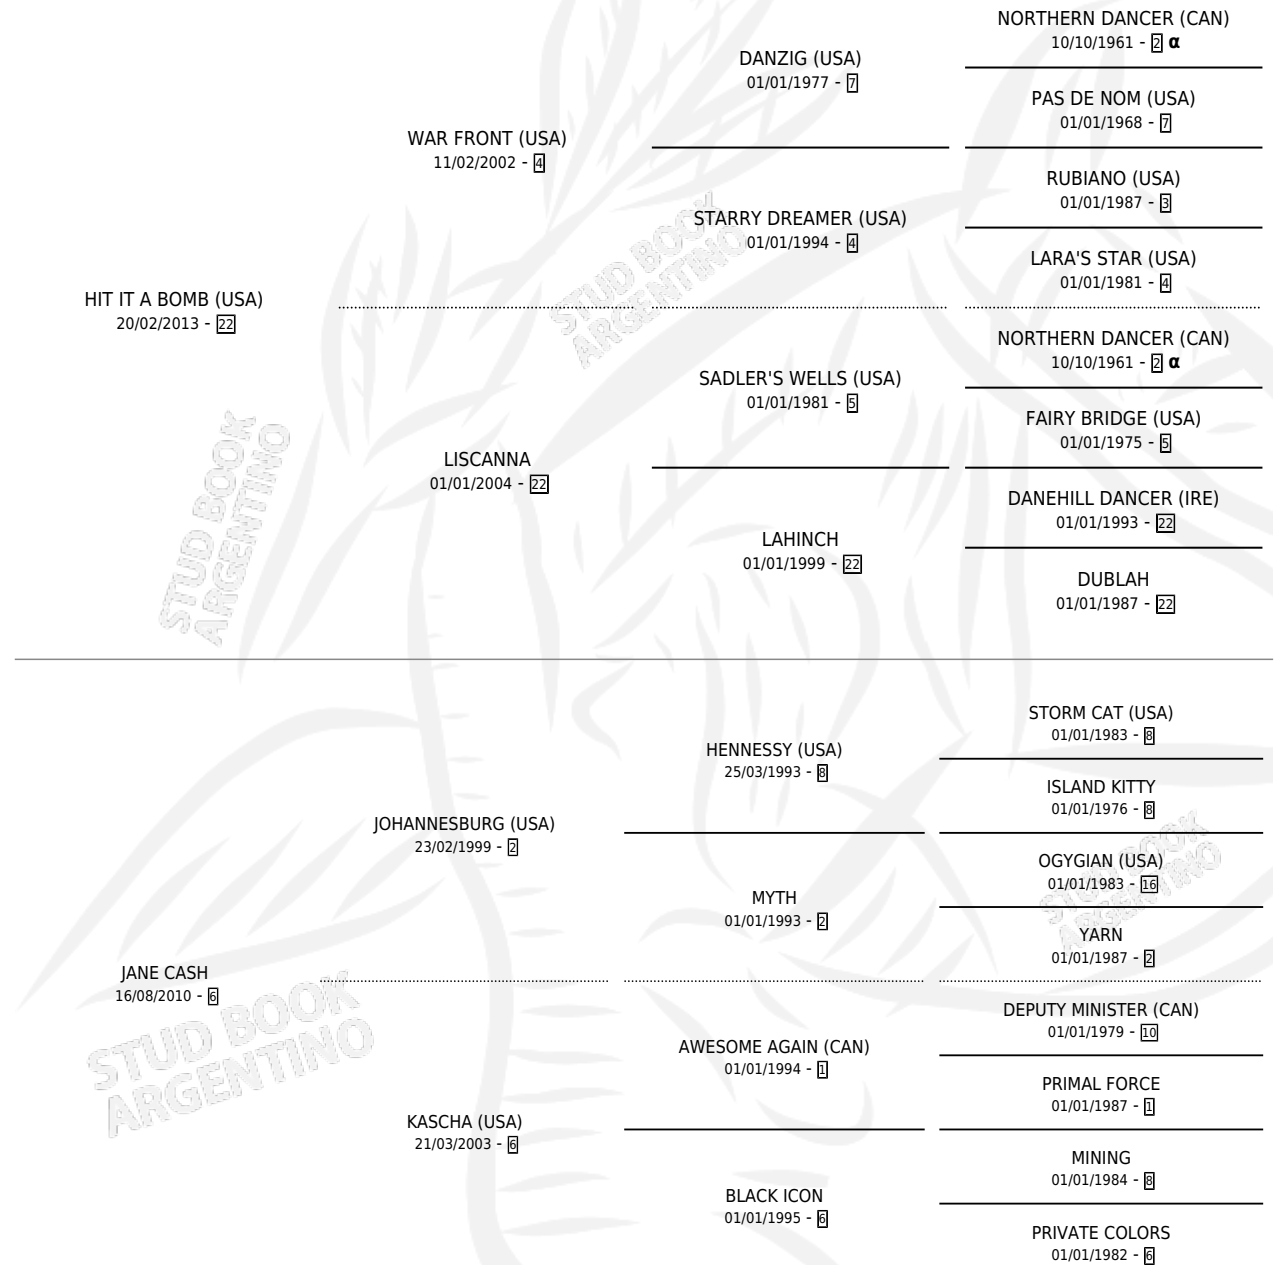 NORTHERN DANCER (CAN)
10/10/1961 - 2 α
DANZIG (USA)
01/01/1977 - 7
PAS DE NOM (USA)
01/01/1968 - 7
WAR FRONT (USA)
11/02/2002 - 4
RUBIANO (USA)
01/01/1987 - 3
STARRY DREAMER (USA)
01/01/1994 - 4
LARA'S STAR (USA)
01/01/1981 - 4
HIT IT A BOMB (USA)
20/02/2013 - 22
NORTHERN DANCER (CAN)
10/10/1961 - 2 α
SADLER'S WELLS (USA)
01/01/1981 - 5
FAIRY BRIDGE (USA)
01/01/1975 - 5
LISCANNA
01/01/2004 - 22
DANEHILL DANCER (IRE)
01/01/1993 - 22
LAHINCH
01/01/1999 - 22
DUBLAH
01/01/1987 - 22
STORM CAT (USA)
01/01/1983 - 8
HENNESSY (USA)
25/03/1993 - 8
ISLAND KITTY
01/01/1976 - 8
JOHANNESBURG (USA)
23/02/1999 - 2
OGYGIAN (USA)
01/01/1983 - 16
MYTH
01/01/1993 - 2
YARN
01/01/1987 - 2
JANE CASH
16/08/2010 - 6
DEPUTY MINISTER (CAN)
01/01/1979 - 10
AWESOME AGAIN (CAN)
01/01/1994 - 1
PRIMAL FORCE
01/01/1987 - 1
KASCHA (USA)
21/03/2003 - 6
MINING
01/01/1984 - 8
BLACK ICON
01/01/1995 - 6
PRIVATE COLORS
01/01/1982 - 6
STUD BOOK
ARGENTINO
STUD BOOK
ARGENTINO
STUD BOOK
ARGENTINO
STUD BOOK
ARGENTINO